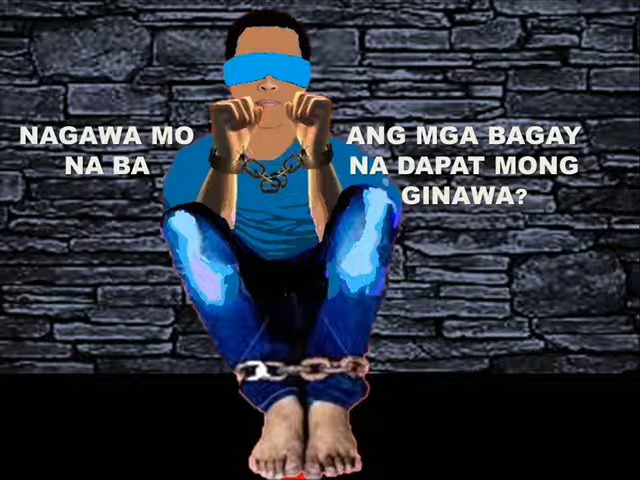 NAGAWA MO
NA BA
ANG MGA BAGAY
NA DAPAT MONG
GINAWA?